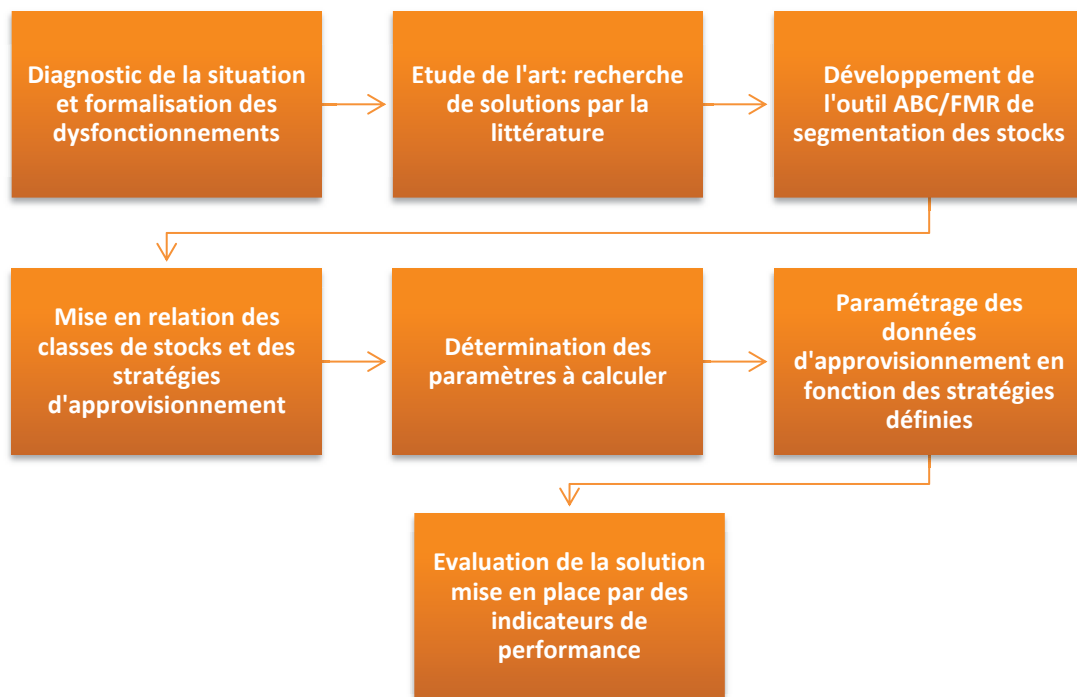 Diagnostic de la situation
et formalisation des
dysfonctionnements
Etude de l'art: recherche
de solutions par la
littérature
Développement de
l'outil ABC/FMR de
segmentation des stocks
Mise en relation des
classes de stocks et des
stratégies
d'approvisionnement
Détermination des
paramètres à calculer
Paramétrage des
données
d'approvisionnement en
fonction des stratégies
définies
Evaluation de la solution
mise en place par des
indicateurs de
performance